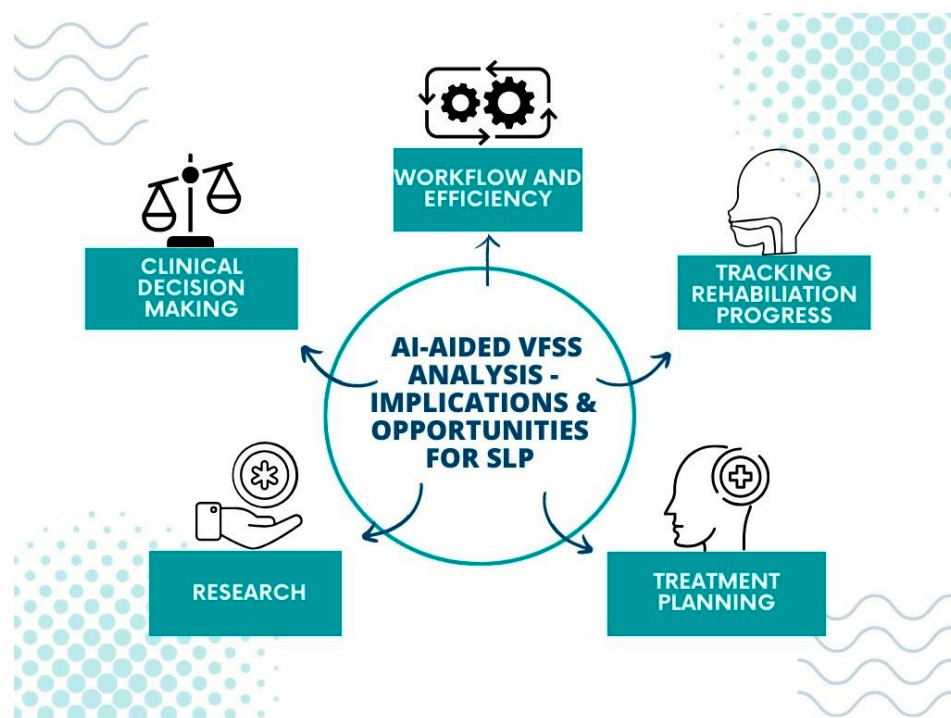 WORKFLOW AND
EFFICIENCY
CLINICAL
DECISION
MAKING
TRACKING
REHABILIATION
PROGRESS
AI-AIDED VFSS
ANALYSIS -
IMPLICATIONS &
OPPORTUNITIES
FOR SLP
RESEARCH
TREATMENT
PLANNING